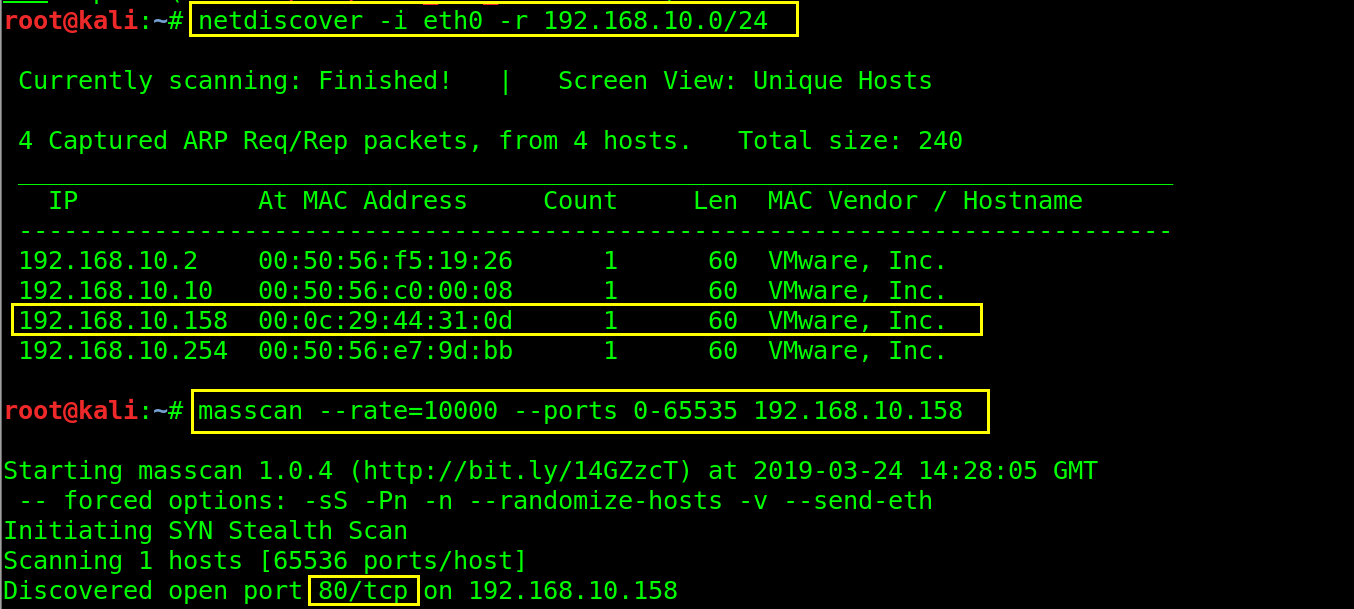 root@kali:~# netdiscover -i eth0 -r 192.168.10.0/24
Currently scanning: Finished!   |   Screen View: Unique Hosts
4 Captured ARP Req/Rep packets, from 4 hosts.   Total size: 240
_____________________________________________________________________________
IP            At MAC Address     Count     Len  MAC Vendor / Hostname
-----------------------------------------------------------------------------
192.168.10.2    00:50:56:f5:19:26      1      60  VMware, Inc.
192.168.10.10   00:50:56:c0:00:08      1      60  VMware, Inc.
192.168.10.158  00:0c:29:44:31:0d      1      60  VMware, Inc.
192.168.10.254  00:50:56:e7:9d:bb      1      60  VMware, Inc.
root@kali:~# masscan --rate=10000 --ports 0-65535 192.168.10.158
Starting masscan 1.0.4 (http://bit.ly/14GZzcT) at 2019-03-24 14:28:05 GMT
-- forced options: -sS -Pn -n --randomize-hosts -v --send-eth
Initiating SYN Stealth Scan
Scanning 1 hosts [65536 ports/host]
Discovered open port 80/tcp on 192.168.10.158